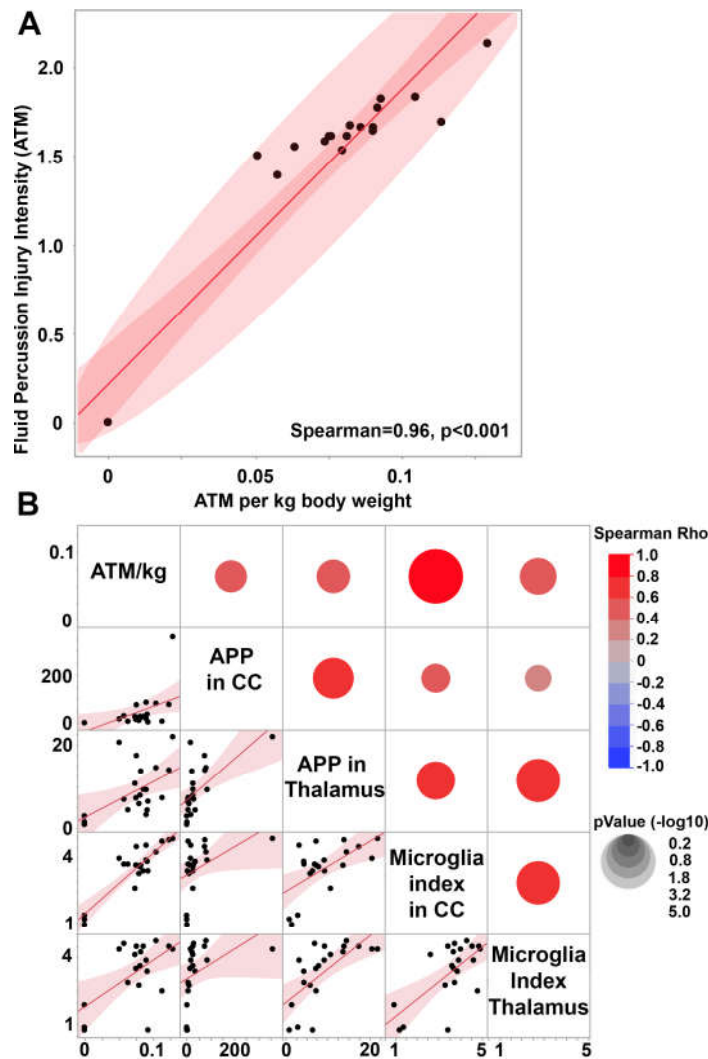 A
Fluid Percussion Injury Intensity (ATM)
2.0
1.5
1.0
0.5
0
Spearman=0.96, p<0.001
0
0.05
0.1
ATM per kg body weight
B
Spearman Rho
1.0
0.8
0.6
0.4
0.2
0
-0.2
-0.4
-0.6
-0.8
-1.0
pValue (-log10)
0.2
0.8
1.8
3.2
5.0
0.1
0
ATM/kg
200
0
APP
in CC
20
0
APP in
Thalamus
4
1
Microglia
index
in CC
4
1
Microglia
Index
Thalamus
0 0.1 0 200 0 20 1 5 1 5